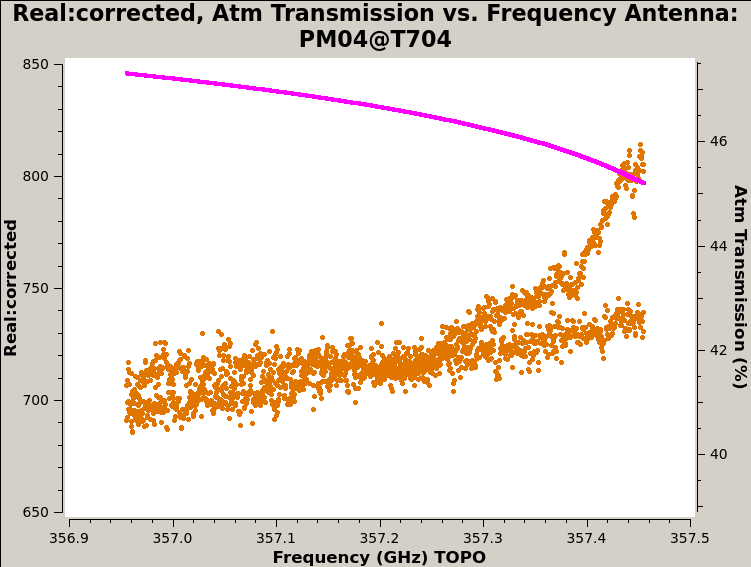 Real:corrected, Atm Transmission vs. Frequency Antenna:
PM04@T704
850
800
750
700
650
Real:corrected
46
44
42
40
Atm Transmission (%)
356.9 357.0 357.1 357.2 357.3 357.4 357.5
Frequency (GHz) TOPO